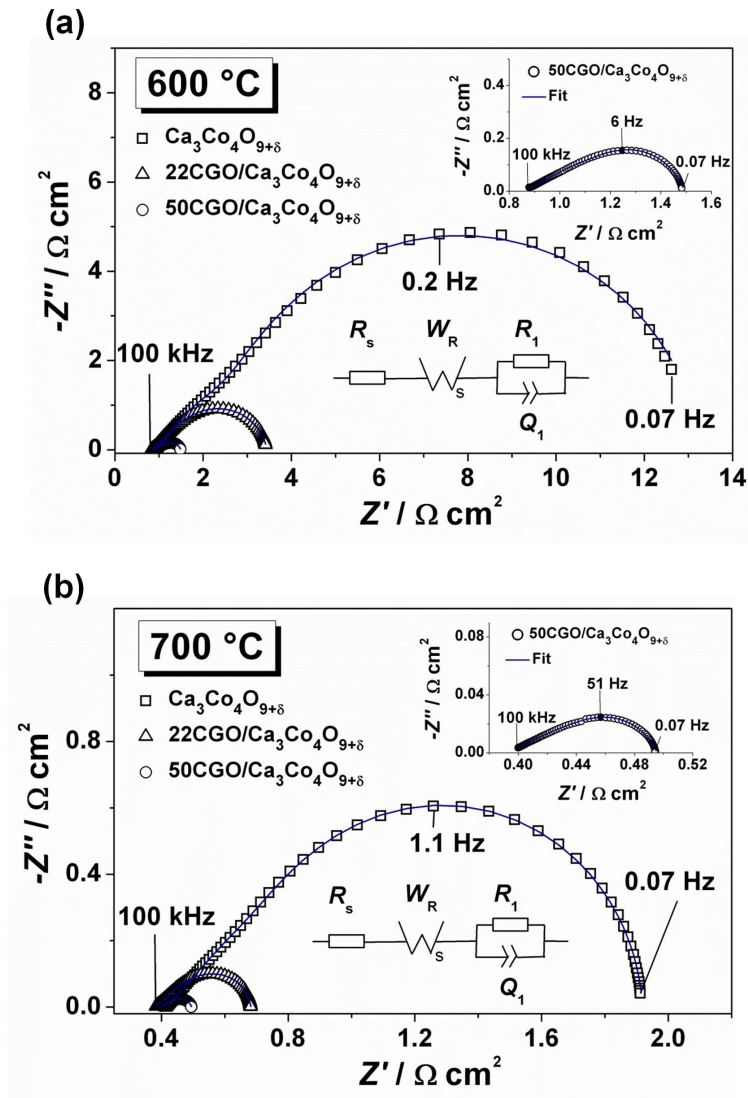 (a)
600 °C
Ca3Co4O9+δ
22CGO/Ca3Co4O9+δ
50CGO/Ca3Co4O9+δ
50CGO/Ca3Co4O9+δ
Fit
-Z'' / Ω cm2
0.4
0.2
0.0
100 kHz
6 Hz
0.07 Hz
0.8 1.0 1.2 1.4 1.6
Z' / Ω cm2
-Z'' / Ω cm2
8
6
4
2
0
100 kHz
0.2 Hz
0.07 Hz
Rs WR R1
S
Q1
0 2 4 6 8 10 12 14
Z' / Ω cm2
(b)
700 °C
Ca3Co4O9+δ
22CGO/Ca3Co4O9+δ
50CGO/Ca3Co4O9+δ
50CGO/Ca3Co4O9+δ
Fit
-Z'' / Ω cm2
0.08
0.04
0.00
100 kHz
51 Hz
0.07 Hz
0.40 0.44 0.48 0.52
Z' / Ω cm2
-Z'' / Ω cm2
0.8
0.4
0.0
100 kHz
1.1 Hz
0.07 Hz
Rs WR R1
S
Q1
0.4 0.8 1.2 1.6 2.0
Z' / Ω cm2